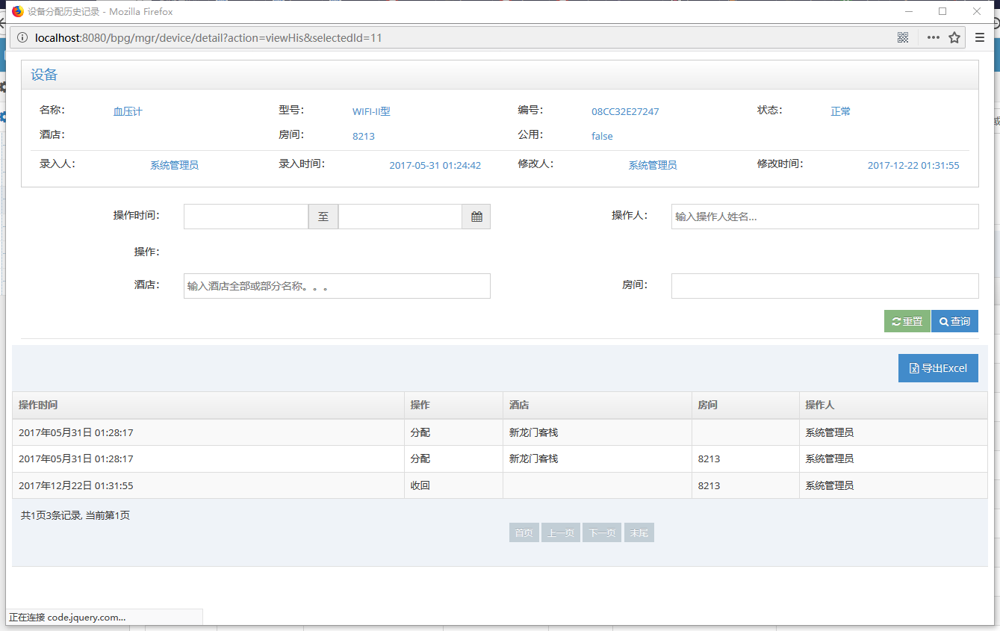 设备分配历史记录 - Mozilla Firefox
localhost:8080/bpg/mgr/device/detail?action=viewHis&selectedId=11
设备
名称: 血压计 型号: WIFI-II型 编号: 08CC32E27247 状态: 正常
酒店: 房间: 8213 公用: false
录入人: 系统管理员 录入时间: 2017-05-31 01:24:42 修改人: 系统管理员 修改时间: 2017-12-22 01:31:55
操作时间: 至 操作人: 输入操作人姓名...
操作:
酒店: 输入酒店全部或部分名称。。。 房间:
重置 查询
导出Excel
操作时间 操作 酒店 房间 操作人
2017年05月31日 01:28:17 分配 新龙门客栈 系统管理员
2017年05月31日 01:28:17 分配 新龙门客栈 8213 系统管理员
2017年12月22日 01:31:55 收回 8213 系统管理员
共1页3条记录, 当前第1页
首页 上一页 下一页 末尾
正在连接 code.jquery.com...